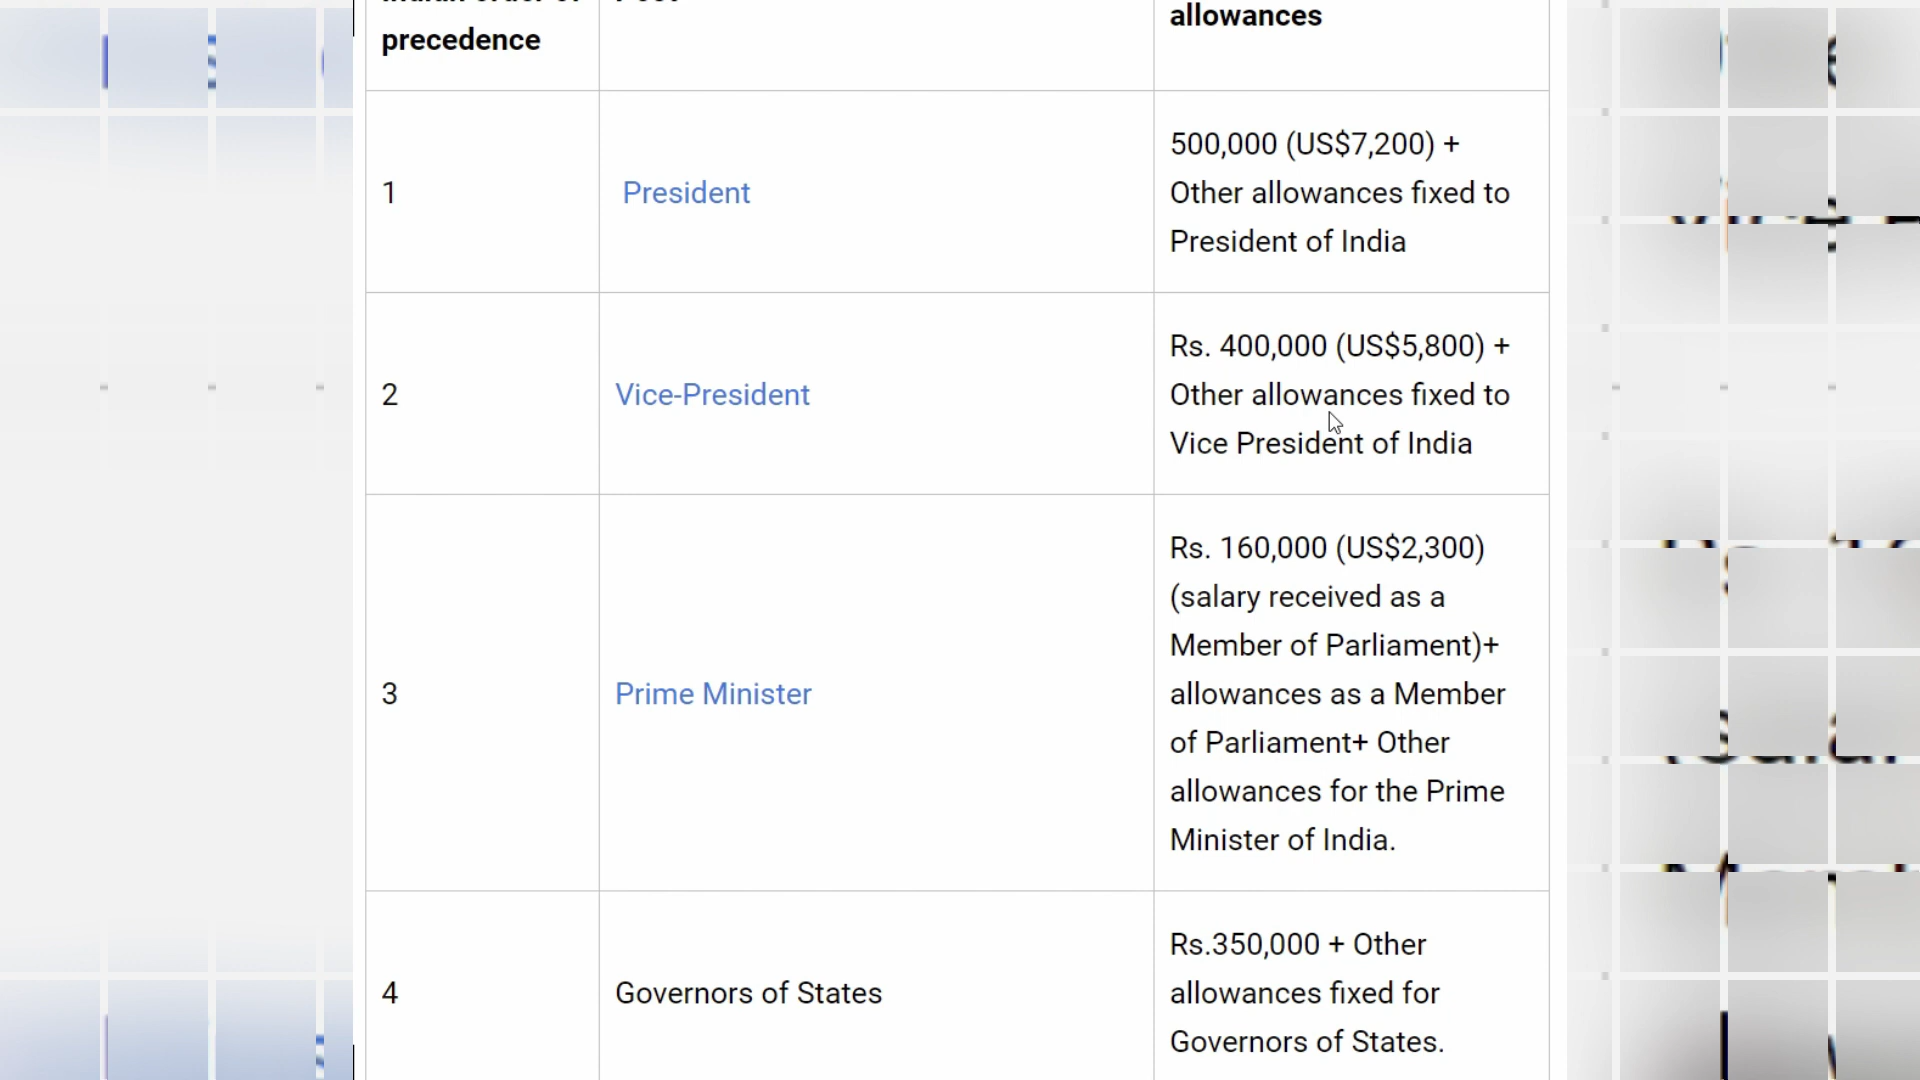 precedence
allowances
1
President
500,000 (US$7,200) +
Other allowances fixed to
President of India
2
Vice-President
Rs. 400,000 (US$5,800) +
Other allowances fixed to
Vice President of India
3
Prime Minister
Rs. 160,000 (US$2,300)
(salary received as a
Member of Parliament)+
allowances as a Member
of Parliament+ Other
allowances for the Prime
Minister of India.
4
Governors of States
Rs.350,000 + Other
allowances fixed for
Governors of States.